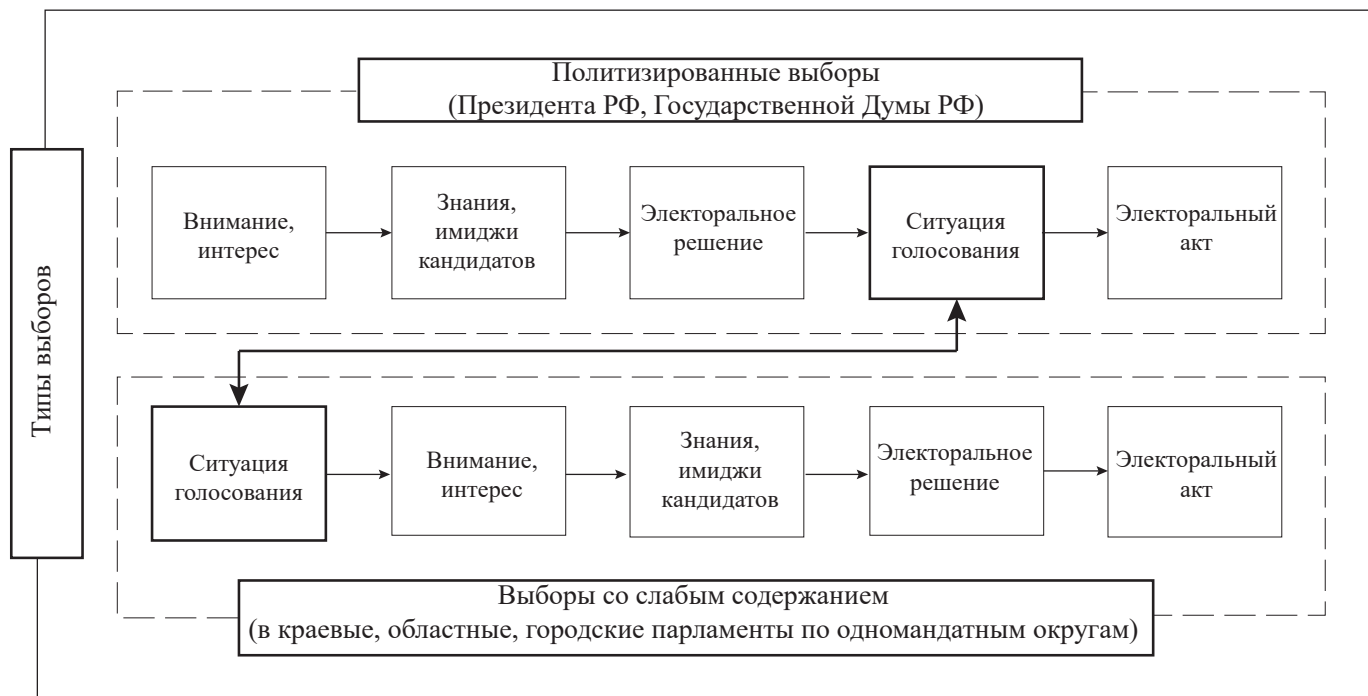 Политизированные выборы
(Президента РФ, Государственной Думы РФ)
Типы выборов
Внимание,
интерес
Знания,
имиджи
кандидатов
Электоральное
решение
Ситуация
голосования
Электоральный
акт
Ситуация
голосования
Внимание,
интерес
Знания,
имиджи
кандидатов
Электоральное
решение
Электоральный
акт
Выборы со слабым содержанием
(в краевые, областные, городские парламенты по одномандатным округам)